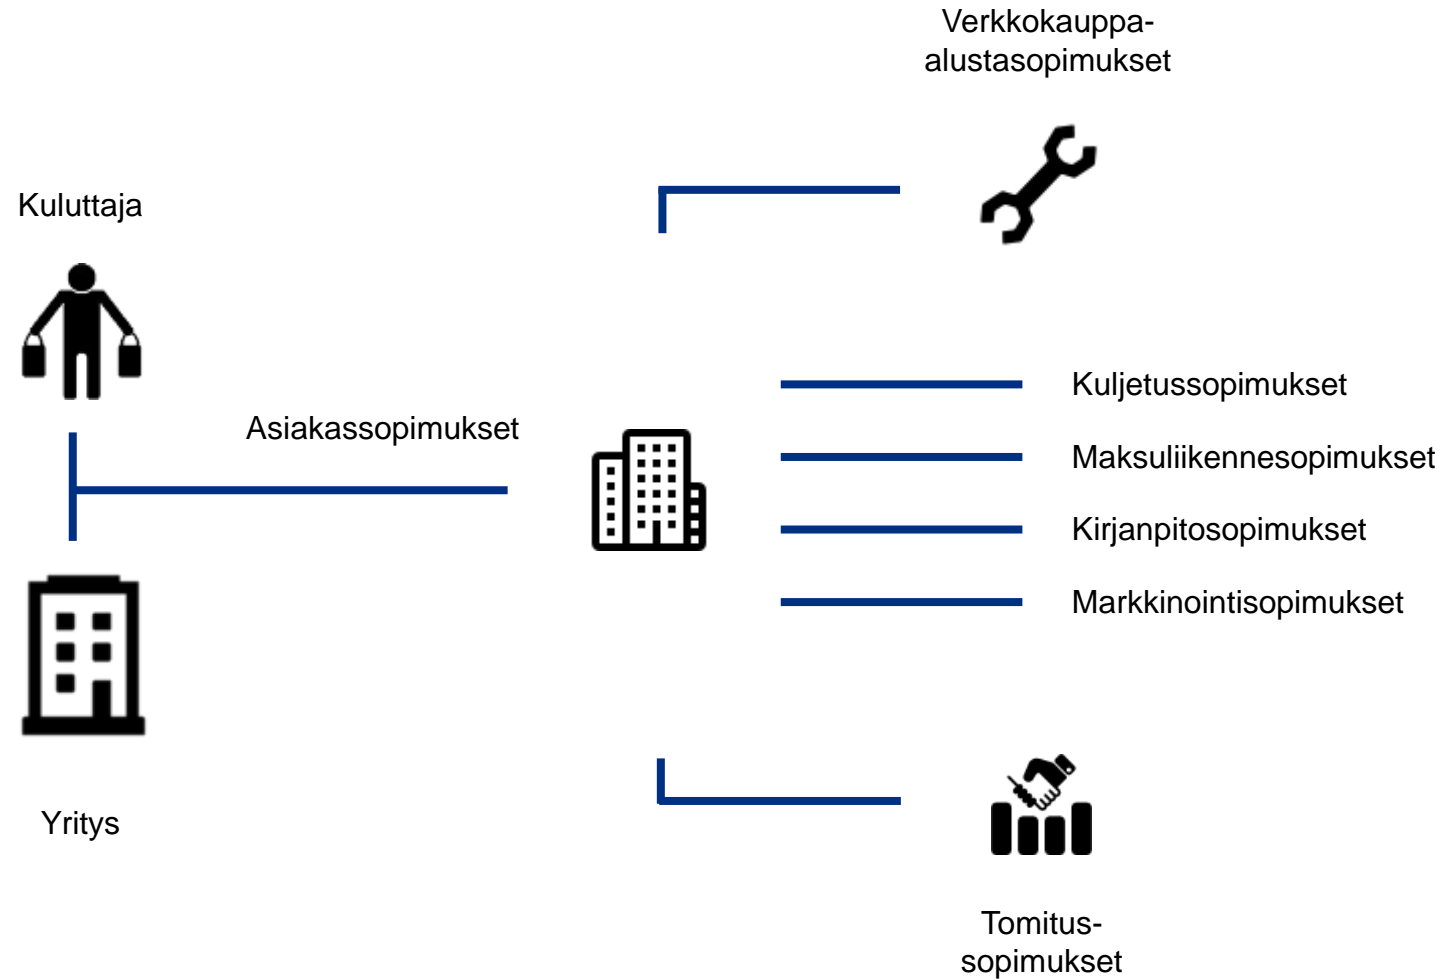 Verkkokauppa-
alustasopimukset
Kuluttaja
Asiakassopimukset
Kuljetussopimukset
Maksuliikennesopimukset
Kirjanpitosopimukset
Markkinointisopimukset
Yritys
Tomitus-
sopimukset